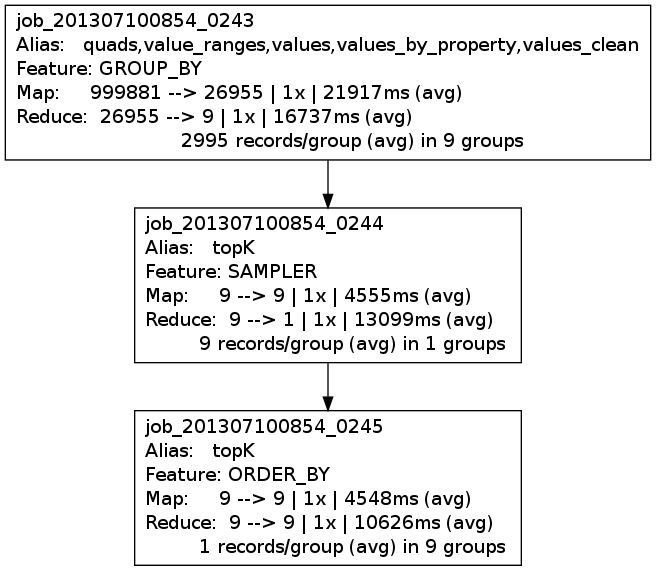 job_201307100854_0243
Alias: quads,value_ranges,values,values_by_property,values_clean
Feature: GROUP_BY
Map: 999881 --> 26955 | 1x | 21917ms (avg)
Reduce: 26955 --> 9 | 1x | 16737ms (avg)
2995 records/group (avg) in 9 groups
job_201307100854_0244
Alias: topK
Feature: SAMPLER
Map: 9 --> 9 | 1x | 4555ms (avg)
Reduce: 9 --> 1 | 1x | 13099ms (avg)
9 records/group (avg) in 1 groups
job_201307100854_0245
Alias: topK
Feature: ORDER_BY
Map: 9 --> 9 | 1x | 4548ms (avg)
Reduce: 9 --> 9 | 1x | 10626ms (avg)
1 records/group (avg) in 9 groups